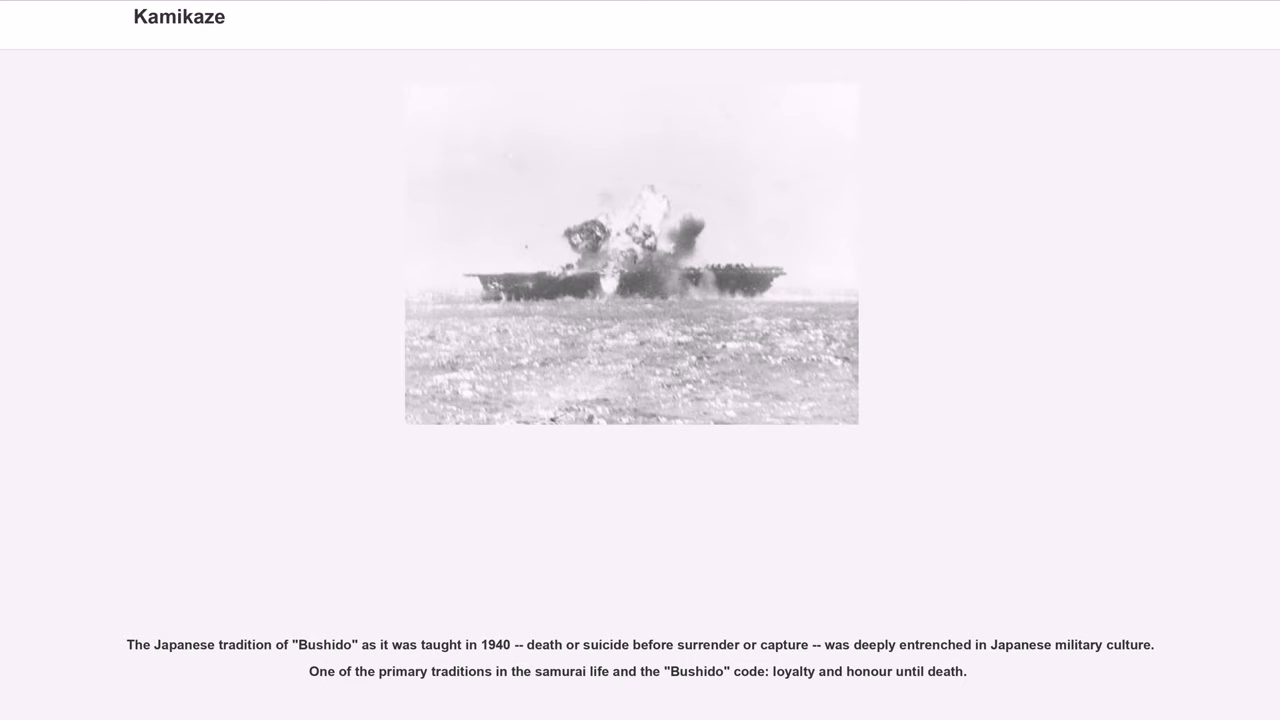 Kamikaze
The Japanese tradition of "Bushido" as it was taught in 1940 -- death or suicide before surrender or capture -- was deeply entrenched in Japanese military culture.
One of the primary traditions in the samurai life and the "Bushido" code: loyalty and honour until death.